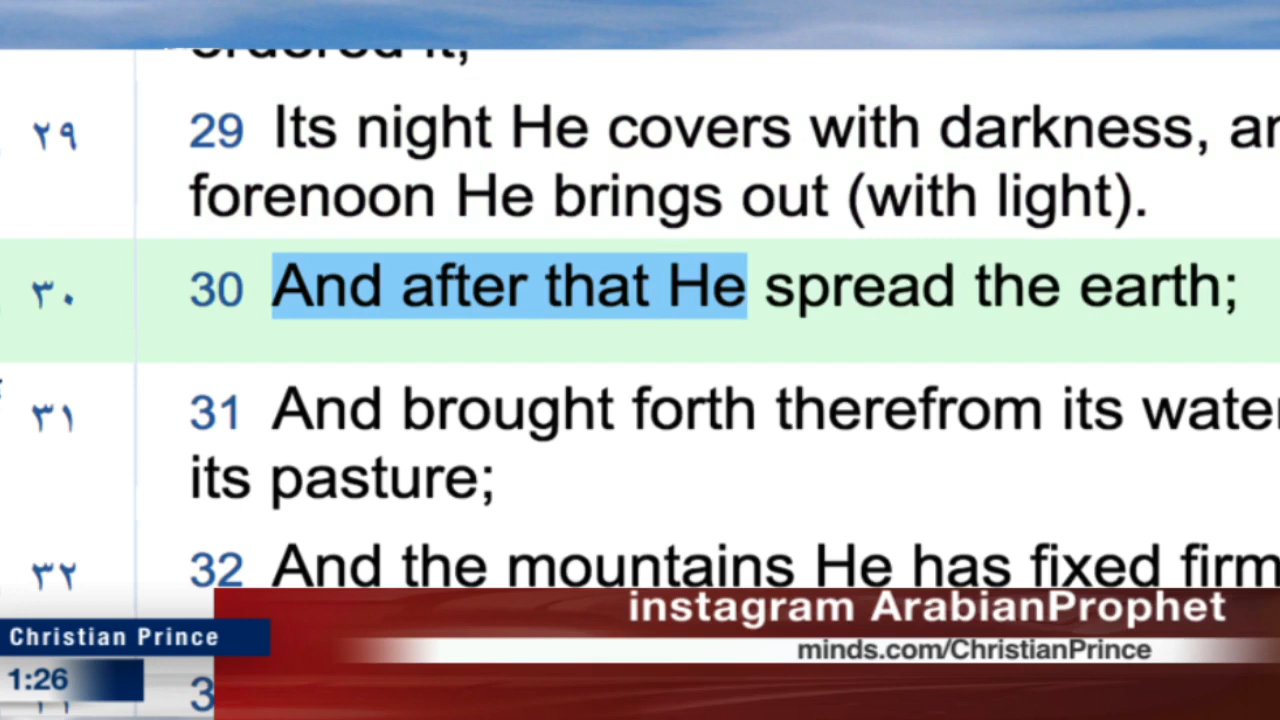 ordered it;
٢٩ 29 Its night He covers with darkness,
forenoon He brings out (with light).
٣٠ 30 And after that He spread the earth;
٣١ 31 And brought forth therefrom its
its pasture;
٣٢ 32 And the mountains He has fixed
instagram ArabianProphet
Christian Prince
minds.com/ChristianPrince
1:26